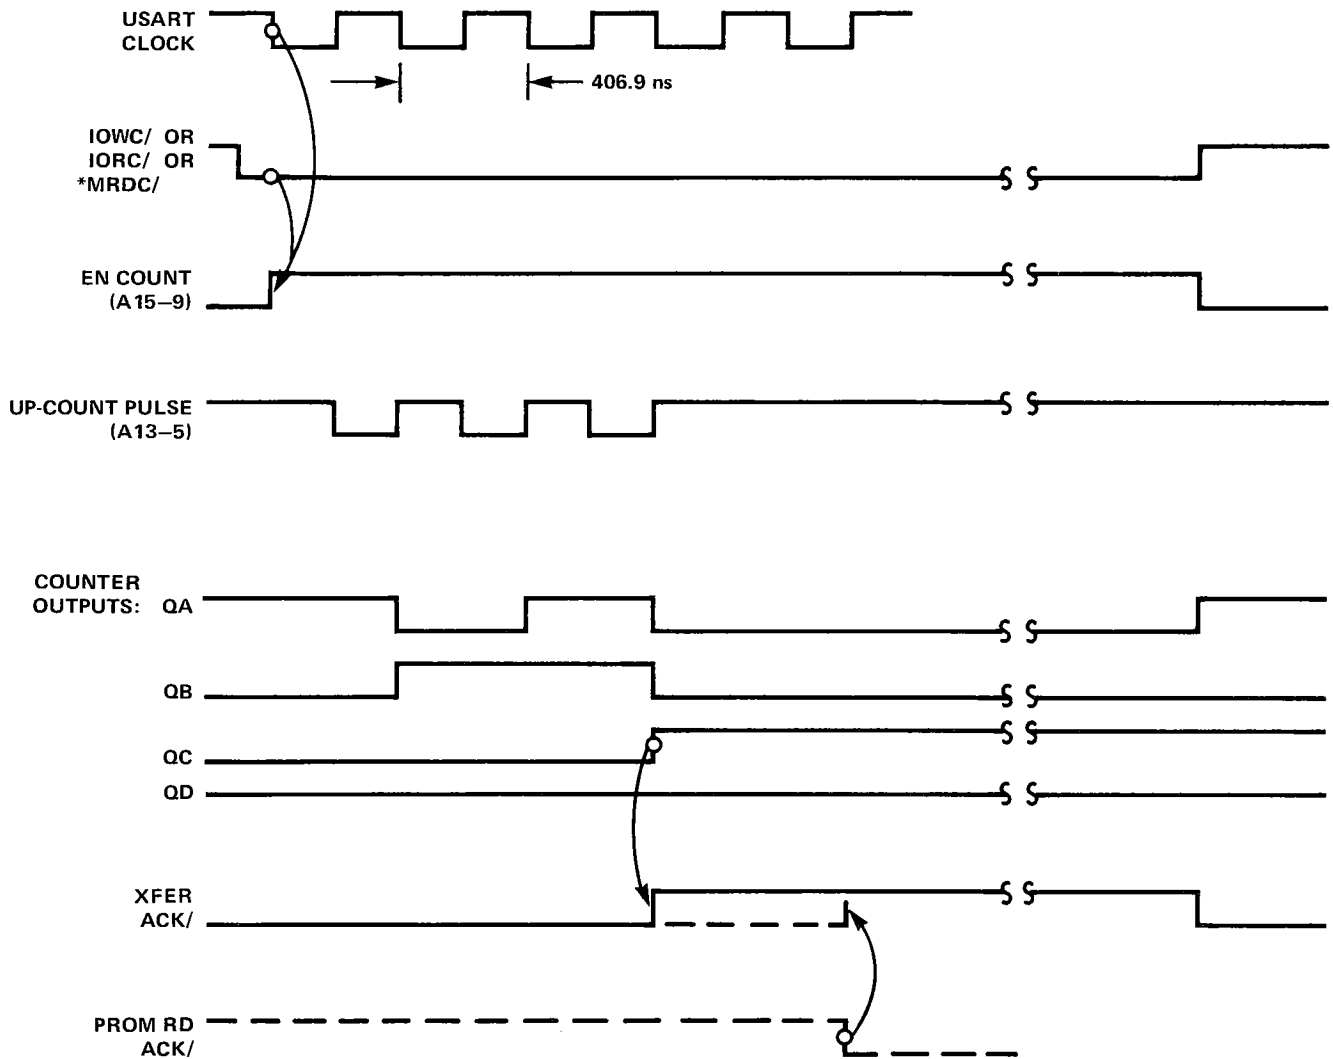 USART
CLOCK
406.9 ns
IOWC/ OR
IORC/ OR
*MRDC/
EN COUNT
(A15–9)
UP-COUNT PULSE
(A13–5)
COUNTER
OUTPUTS: QA
QB
QC
QD
XFER
ACK/
PROM RD
ACK/